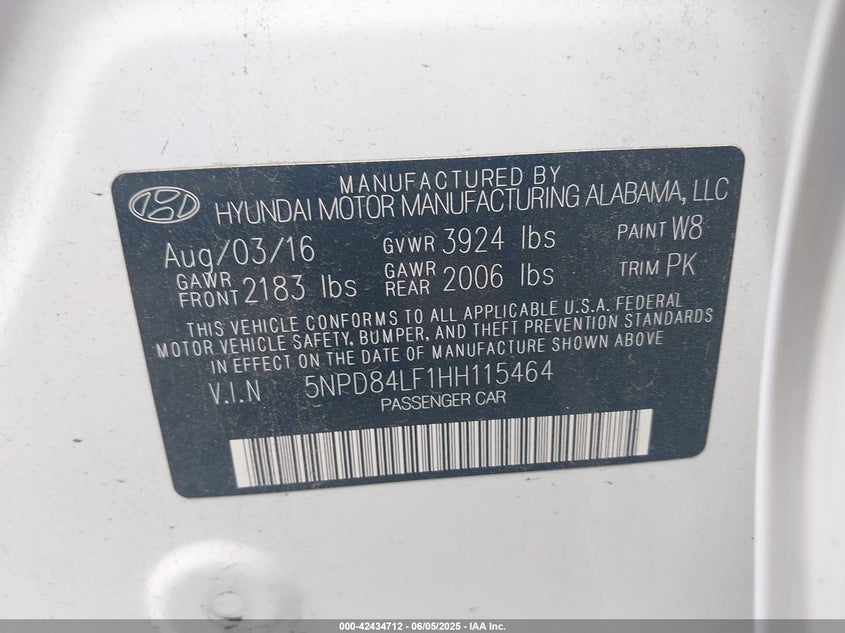 MANUFACTURED BY
HYUNDAI MOTOR MANUFACTURING ALABAMA, LLC
Aug/03/16 GVWR 3924 lbs PAINT W8
GAWR FRONT 2183 lbs GAWR REAR 2006 lbs TRIM PK
THIS VEHICLE CONFORMS TO ALL APPLICABLE U.S.A. FEDERAL
MOTOR VEHICLE SAFETY, BUMPER, AND THEFT PREVENTION STANDARDS
IN EFFECT ON THE DATE OF MANUFACTURE SHOWN ABOVE
V.I.N 5NPD84LF1HH115464
PASSENGER CAR
000-42434712 - 06/05/2025 - IAA Inc.